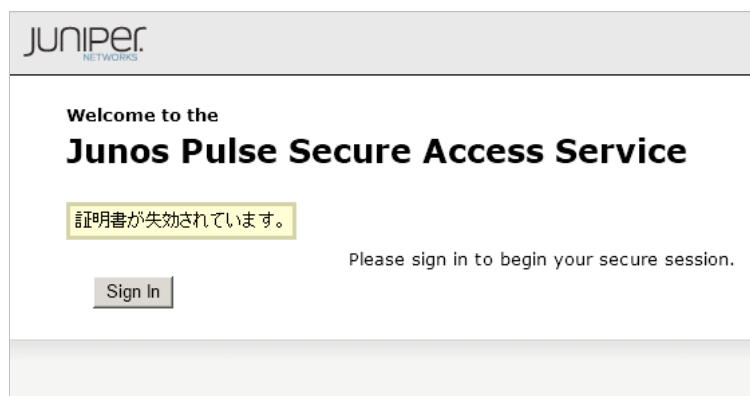 JUNIPEr
NETWORKS
Welcome to the
Junos Pulse Secure Access Service
証明書が失効されています。
Please sign in to begin your secure session.
Sign In